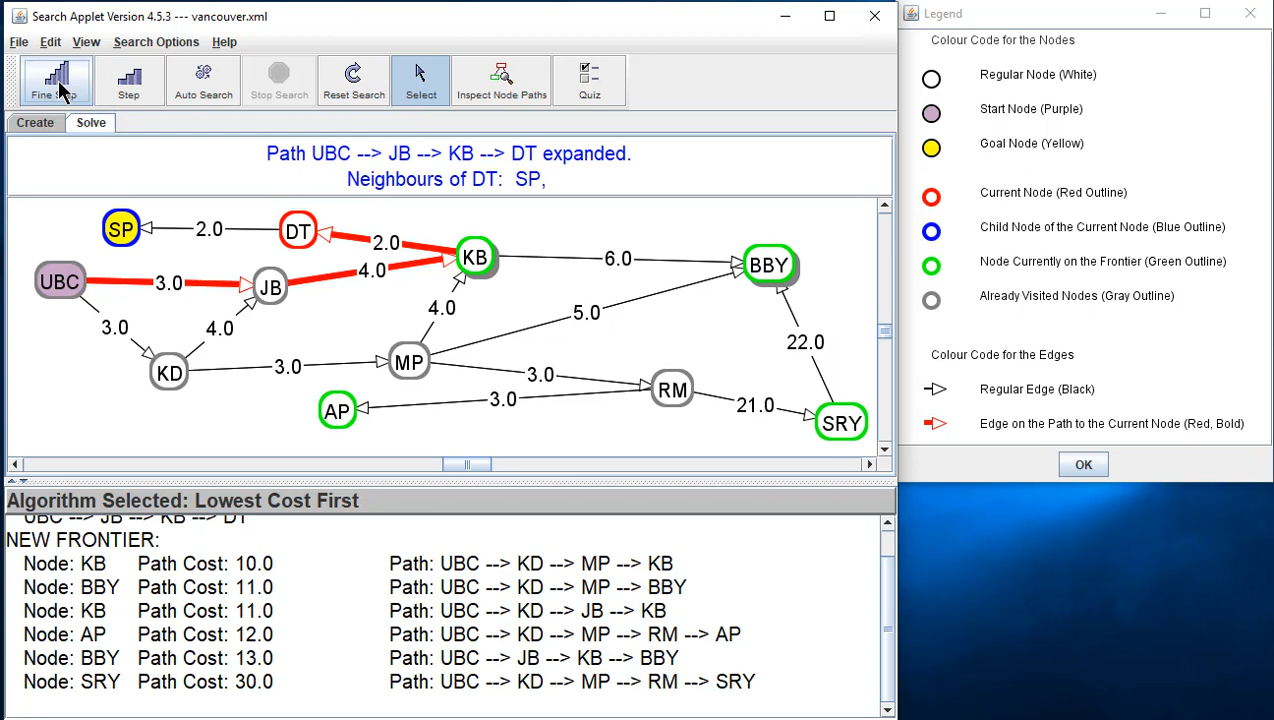 Search Applet Version 4.5.3 --- vancouver.xml
File Edit View Search Options Help
Fine Step Auto Search Stop Search Reset Search Select Inspect Node Paths Quiz
Create Solve
Path UBC --> JB --> KB --> DT expanded.
Neighbours of DT: SP,
SP 2.0 DT 2.0 KB 6.0 BBY
UBC 3.0 JB 4.0
3.0 4.0 4.0 5.0 22.0
KD 3.0 MP 3.0 RM 21.0 SRY
AP 3.0
Algorithm Selected: Lowest Cost First
UBC --> JB --> KB --> DT
NEW FRONTIER:
Node: KB Path Cost: 10.0 Path: UBC --> KD --> MP --> KB
Node: BBY Path Cost: 11.0 Path: UBC --> KD --> MP --> BBY
Node: KB Path Cost: 11.0 Path: UBC --> KD --> JB --> KB
Node: AP Path Cost: 12.0 Path: UBC --> KD --> MP --> RM --> AP
Node: BBY Path Cost: 13.0 Path: UBC --> JB --> KB --> BBY
Node: SRY Path Cost: 30.0 Path: UBC --> KD --> MP --> RM --> SRY
Legend
Colour Code for the Nodes
Regular Node (White)
Start Node (Purple)
Goal Node (Yellow)
Current Node (Red Outline)
Child Node of the Current Node (Blue Outline)
Node Currently on the Frontier (Green Outline)
Already Visited Nodes (Gray Outline)
Colour Code for the Edges
Regular Edge (Black)
Edge on the Path to the Current Node (Red, Bold)
OK